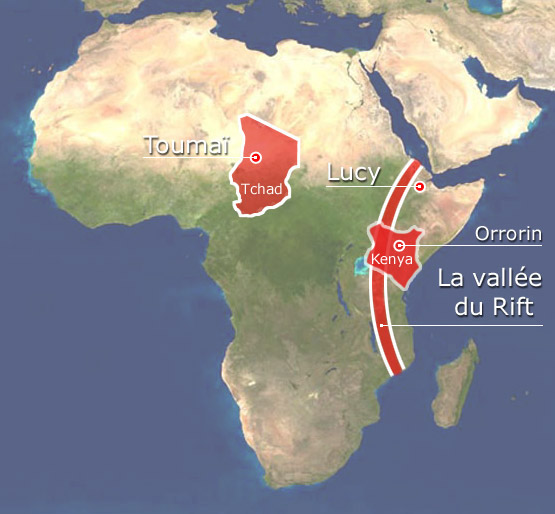 Toumaï
Tchad
Lucy
Orrorin
Kenya
La vallée
du Rift